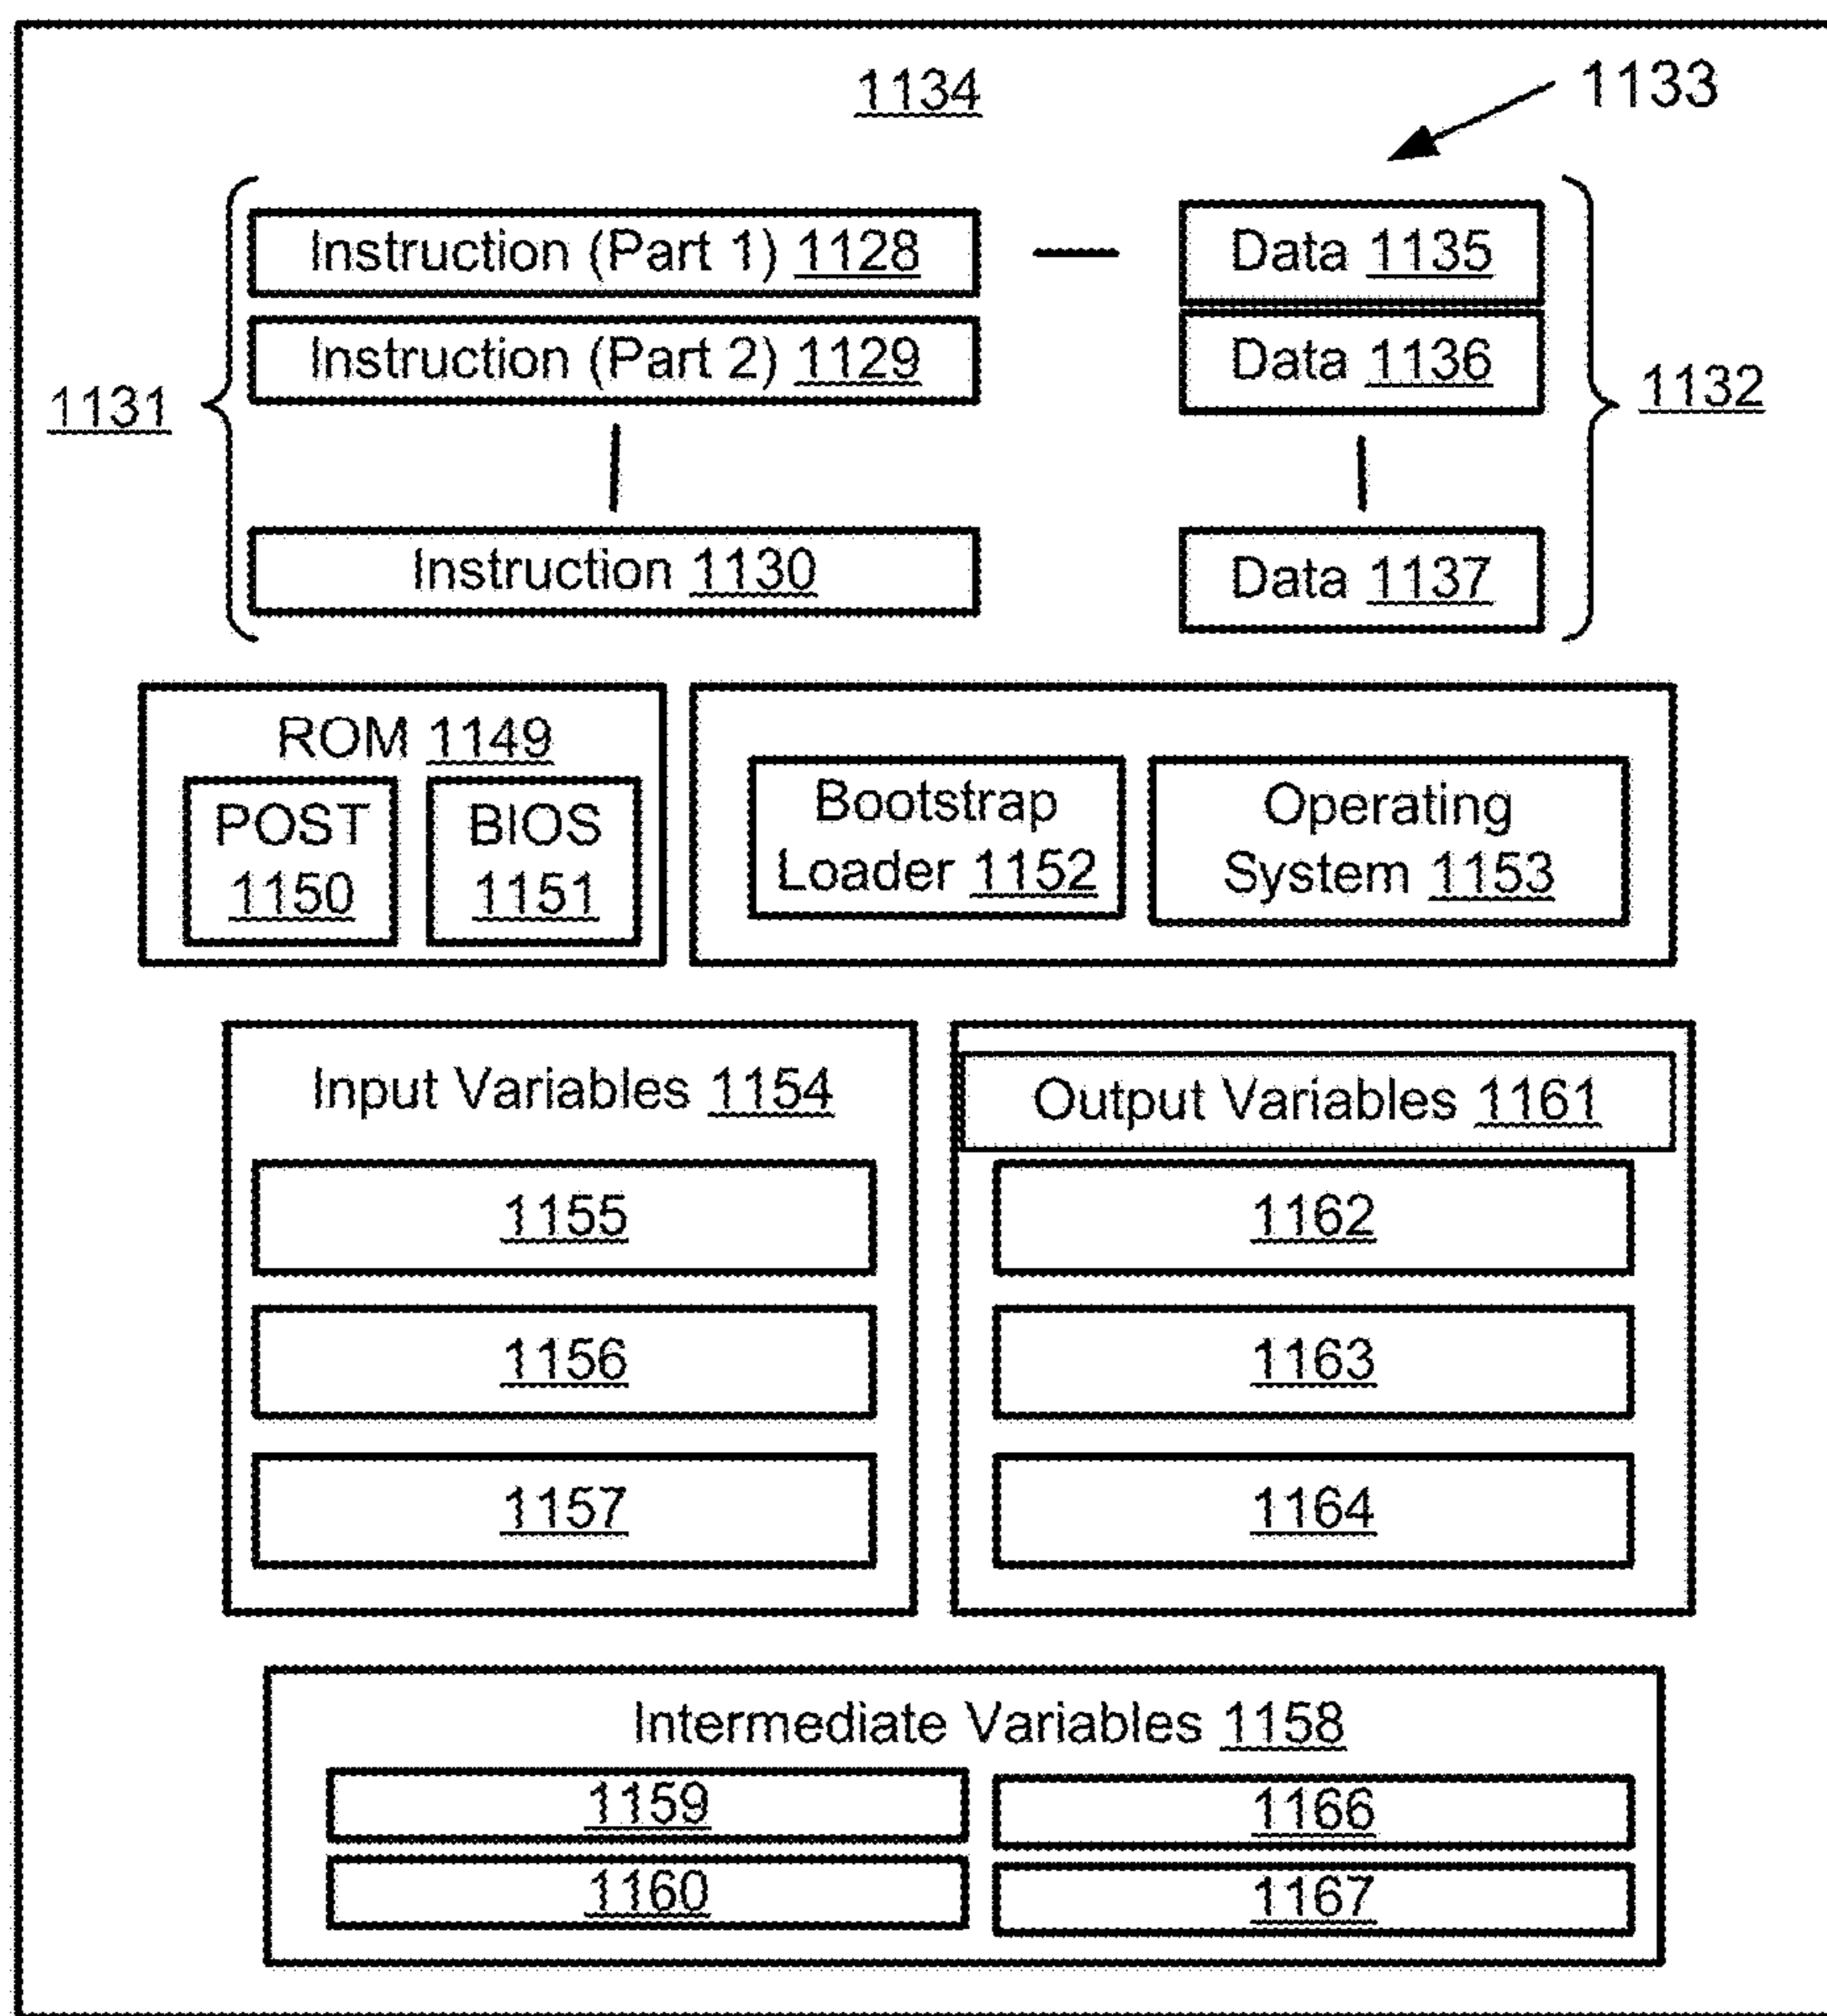 1134
1133
Instruction (Part 1) 1128
Data 1135
Instruction (Part 2) 1129
Data 1136
1131
1132
Instruction 1130
Data 1137
ROM 1149
POST
1150
BIOS
1151
Bootstrap
Loader 1152
Operating
System 1153
Input Variables 1154
1155
1156
1157
Output Variables 1161
1162
1163
1164
Intermediate Variables 1158
1159
1166
1160
1167